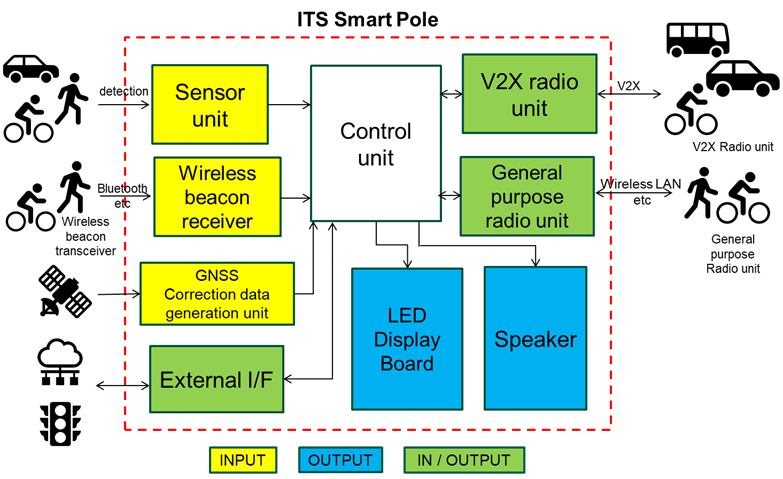 ITS Smart Pole
detection
Sensor
unit
Control
unit
V2X radio
unit
V2X
V2X Radio unit
Bluetooth
etc
Wireless
beacon
transceiver
Wireless
beacon
receiver
General
purpose
radio unit
Wireless LAN
etc
General
purpose
Radio unit
GNSS
Correction data
generation unit
LED
Display
Board
Speaker
External I/F
INPUT
OUTPUT
IN / OUTPUT